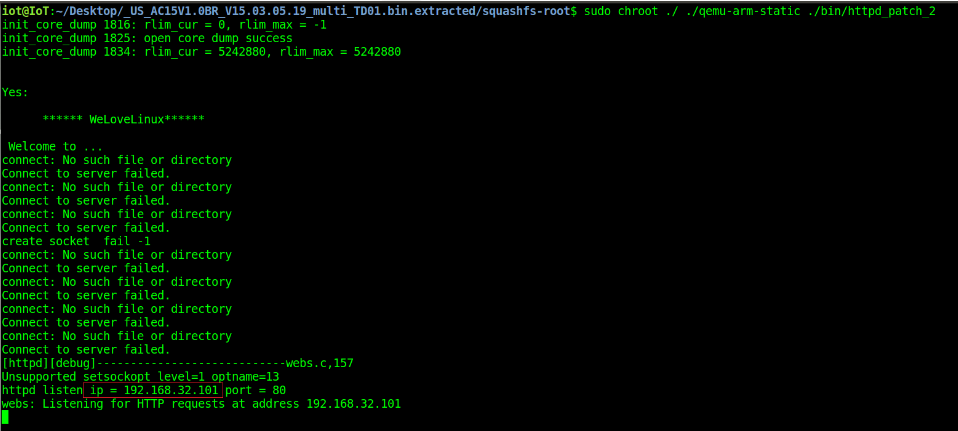 iot@IoT:~/Desktop/_US_AC15V1.0BR_V15.03.05.19_multi_TD01.bin.extracted/squashfs-root$ sudo chroot ./ ./qemu-arm-static ./bin/httpd_patch_2
init_core_dump 1816: rlim_cur = 0, rlim_max = -1
init_core_dump 1825: open core dump success
init_core_dump 1834: rlim_cur = 5242880, rlim_max = 5242880
Yes:
****** WeLoveLinux******
Welcome to ...
connect: No such file or directory
Connect to server failed.
connect: No such file or directory
Connect to server failed.
connect: No such file or directory
Connect to server failed.
create socket  fail -1
connect: No such file or directory
Connect to server failed.
connect: No such file or directory
Connect to server failed.
connect: No such file or directory
Connect to server failed.
connect: No such file or directory
Connect to server failed.
[httpd][debug]----------------------------webs.c,157
Unsupported setsockopt level=1 optname=13
httpd listen ip = 192.168.32.101 port = 80
webs: Listening for HTTP requests at address 192.168.32.101